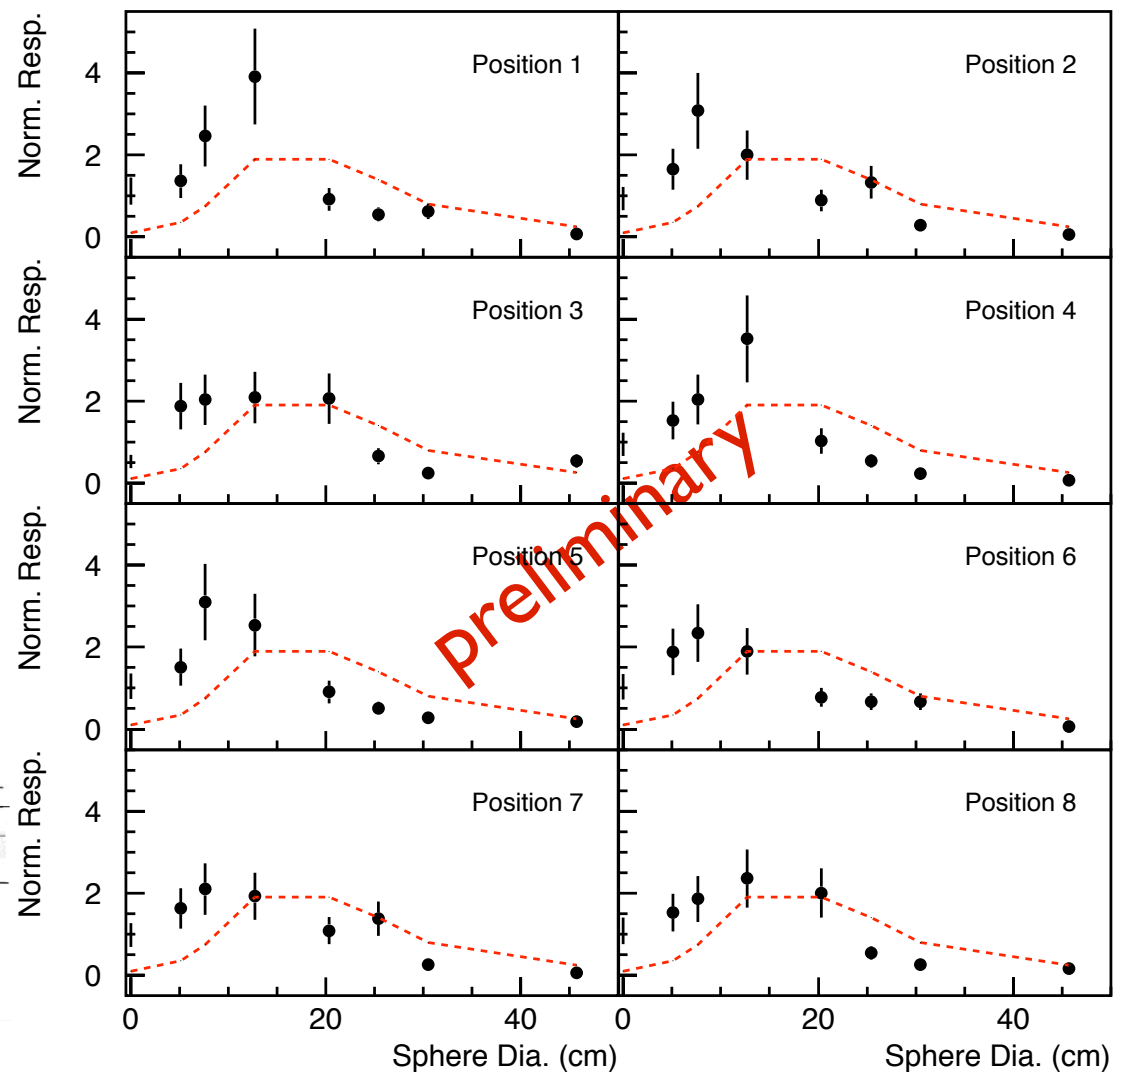 Norm. Resp.
4
2
0
Position 1
Position 2
Norm. Resp.
4
2
0
Position 3
Position 4
Norm. Resp.
4
2
0
Position 5
Position 6
preliminary
Norm. Resp.
4
2
0
Position 7
Position 8
0 20 40 0 20 40
Sphere Dia. (cm) Sphere Dia. (cm)